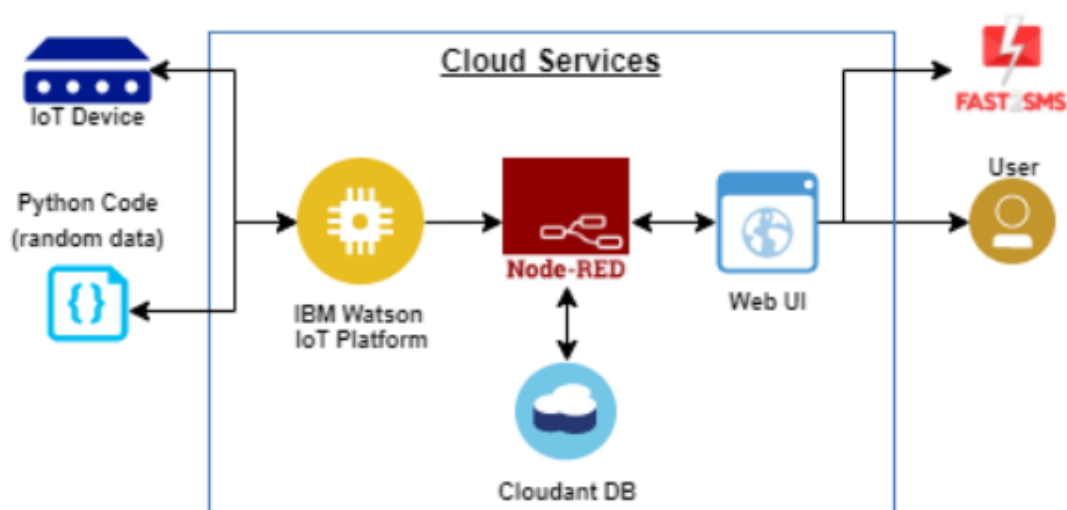 Cloud Services
IoT Device
FAST2SMS
User
Python Code
(random data)
{}
Node-RED
IBM Watson
IoT Platform
Web UI
Cloudant DB